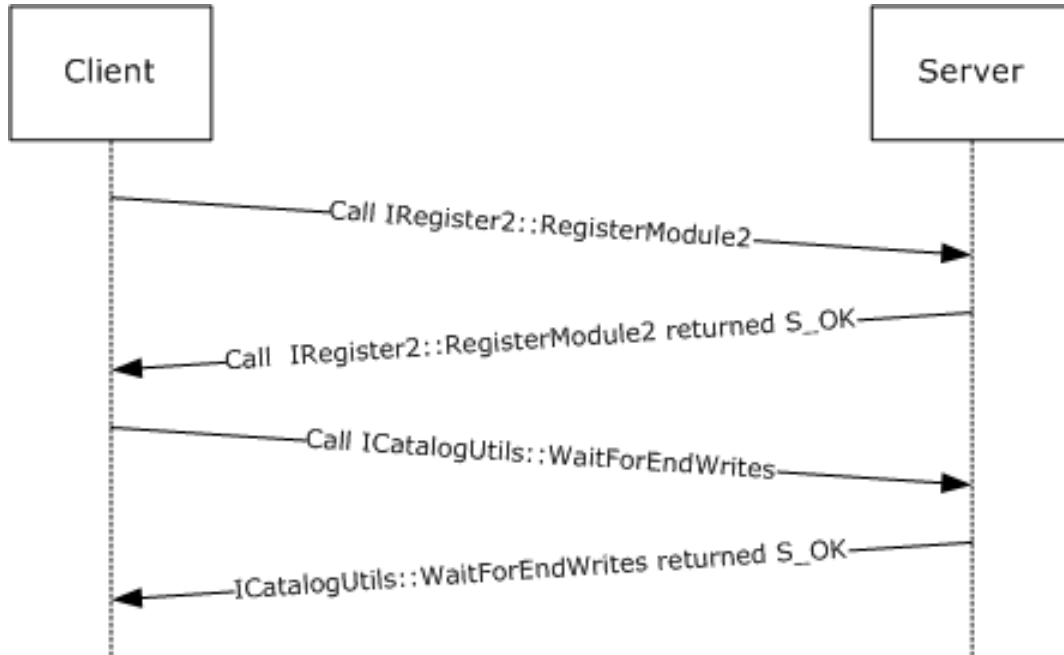 Client
Server
Call IRegister2::RegisterModule2
Call  IRegister2::RegisterModule2 returned S_OK
Call ICatalogUtils::WaitForEndWrites
ICatalogUtils::WaitForEndWrites returned S_OK